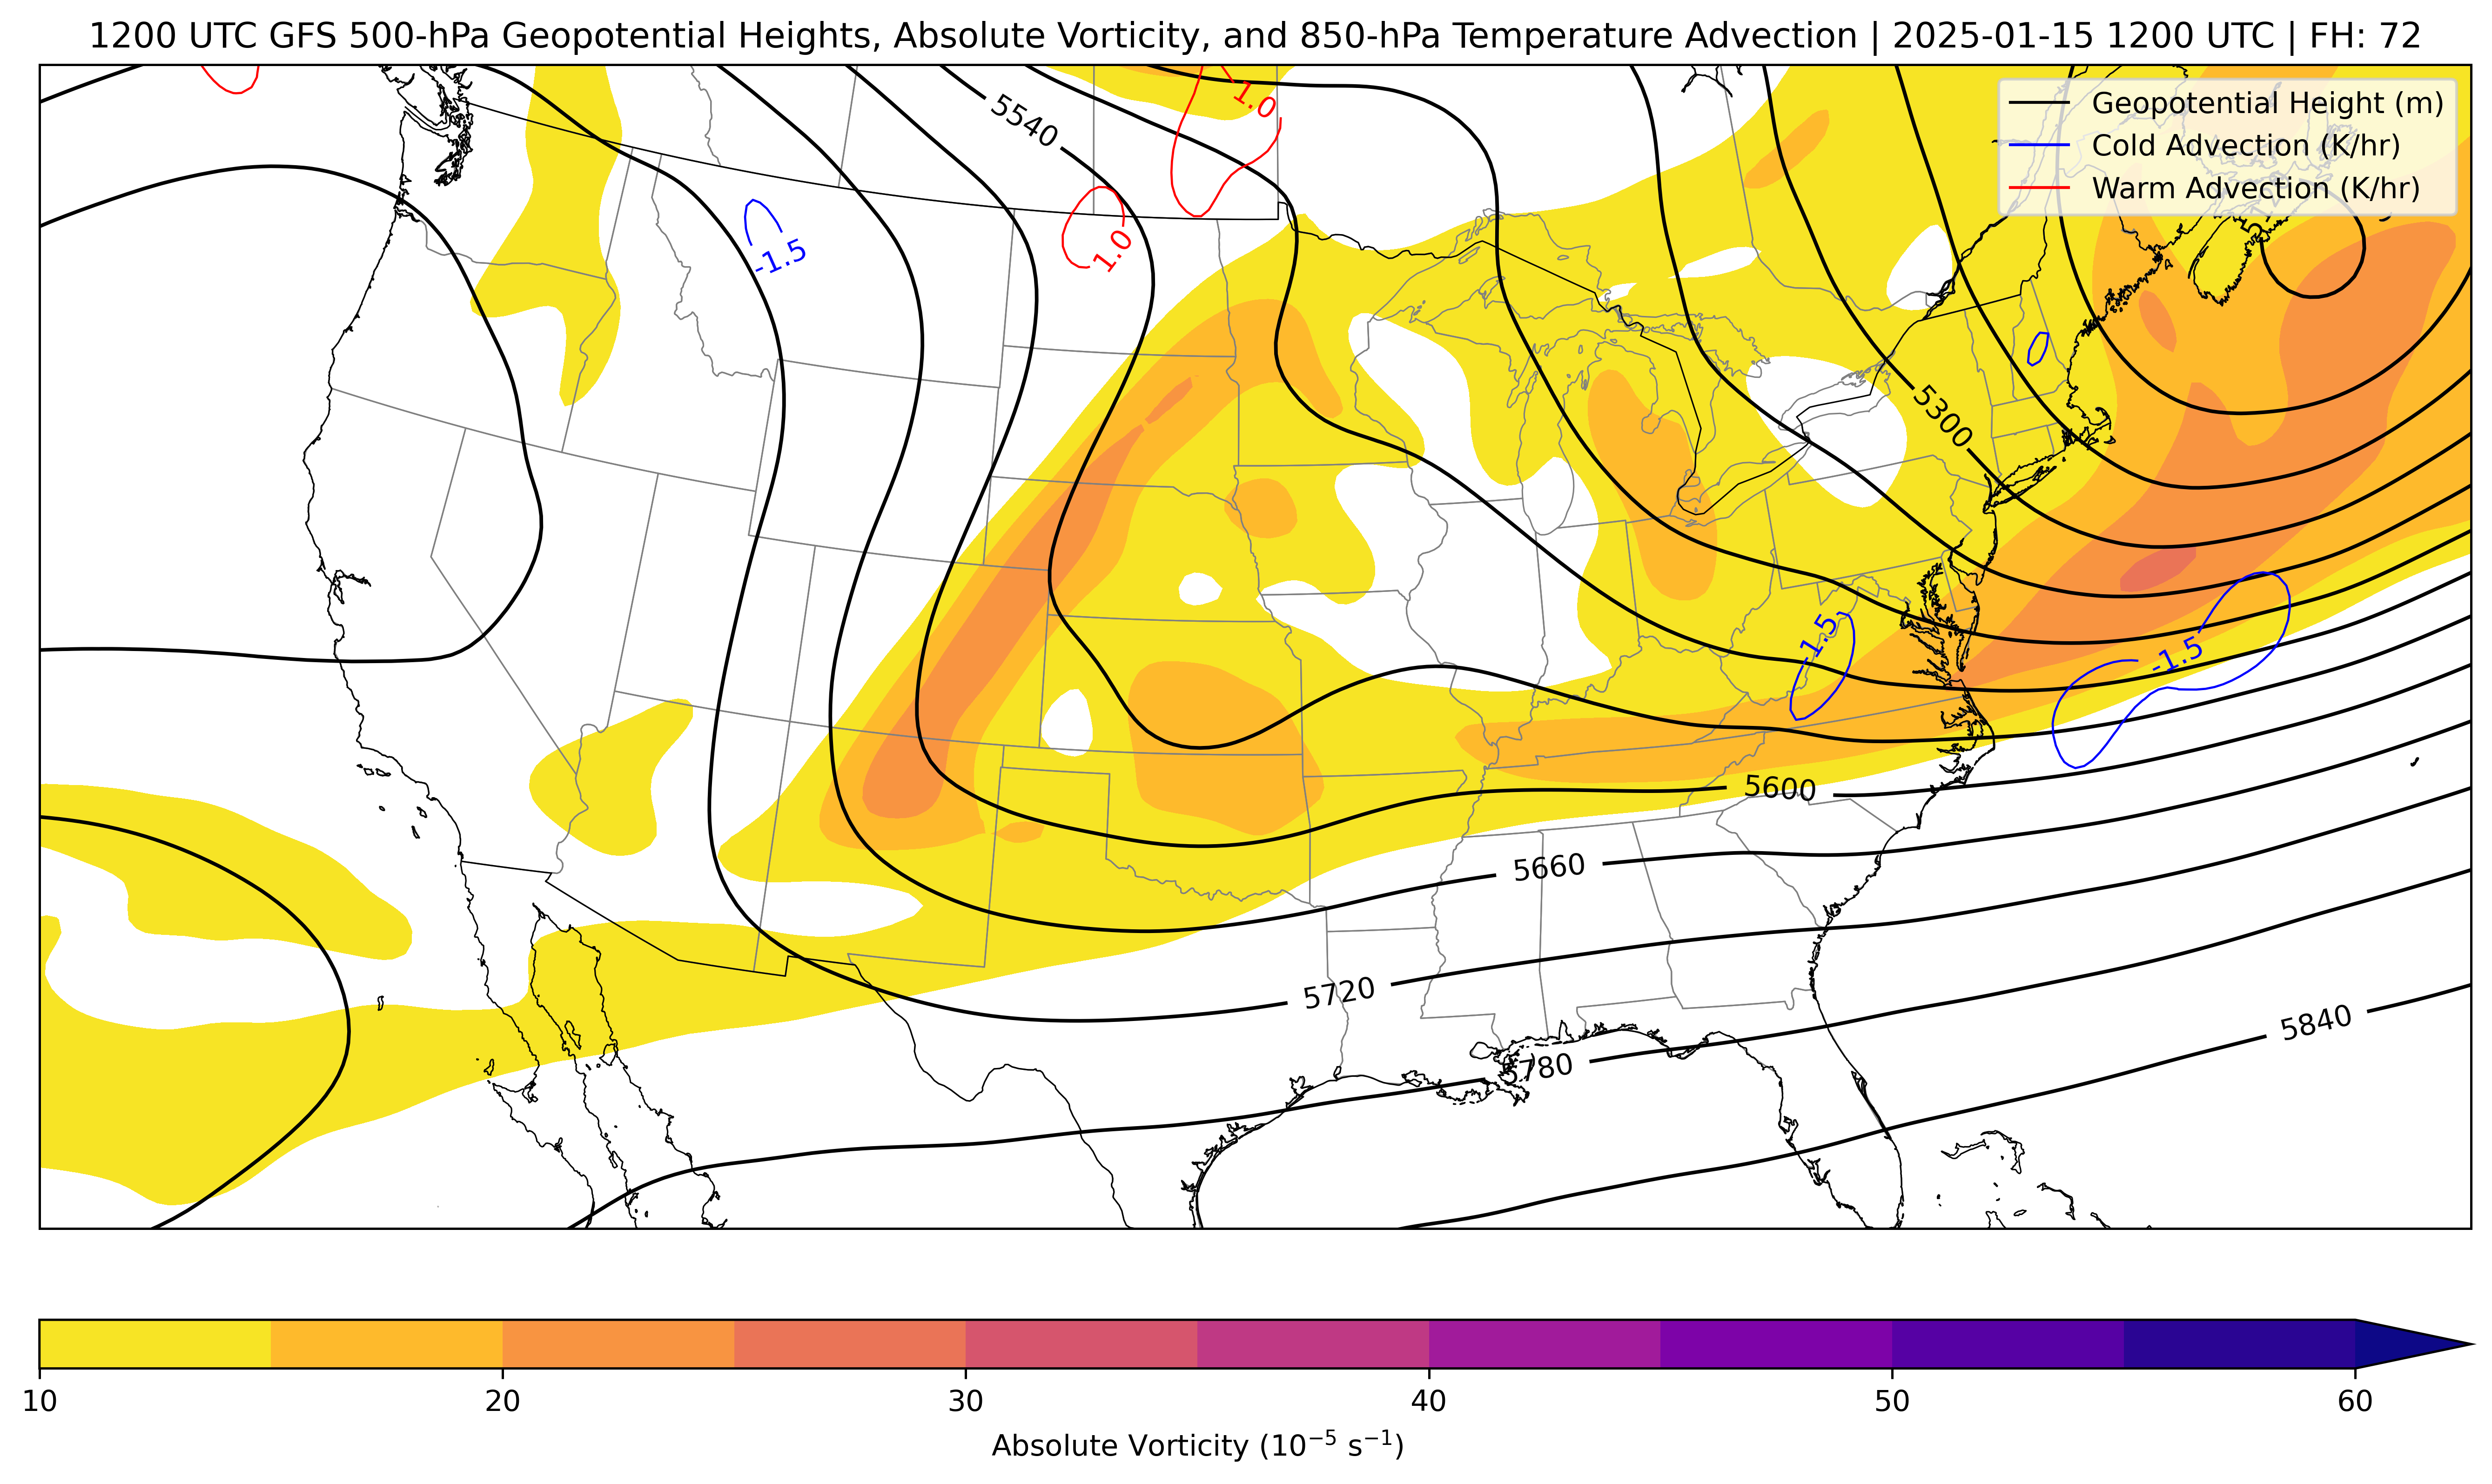 1200 UTC GFS 500-hPa Geopotential Heights, Absolute Vorticity, and 850-hPa Temperature Advection | 2025-01-15 1200 UTC | FH: 72
Geopotential Height (m)
Cold Advection (K/hr)
Warm Advection (K/hr)
1.0
5540
-1.5
1.0
5300
-1.5
-1.5
5600
5660
5720
5780
5840
10 20 30 40 50 60
Absolute Vorticity (10⁻⁵ s⁻¹)